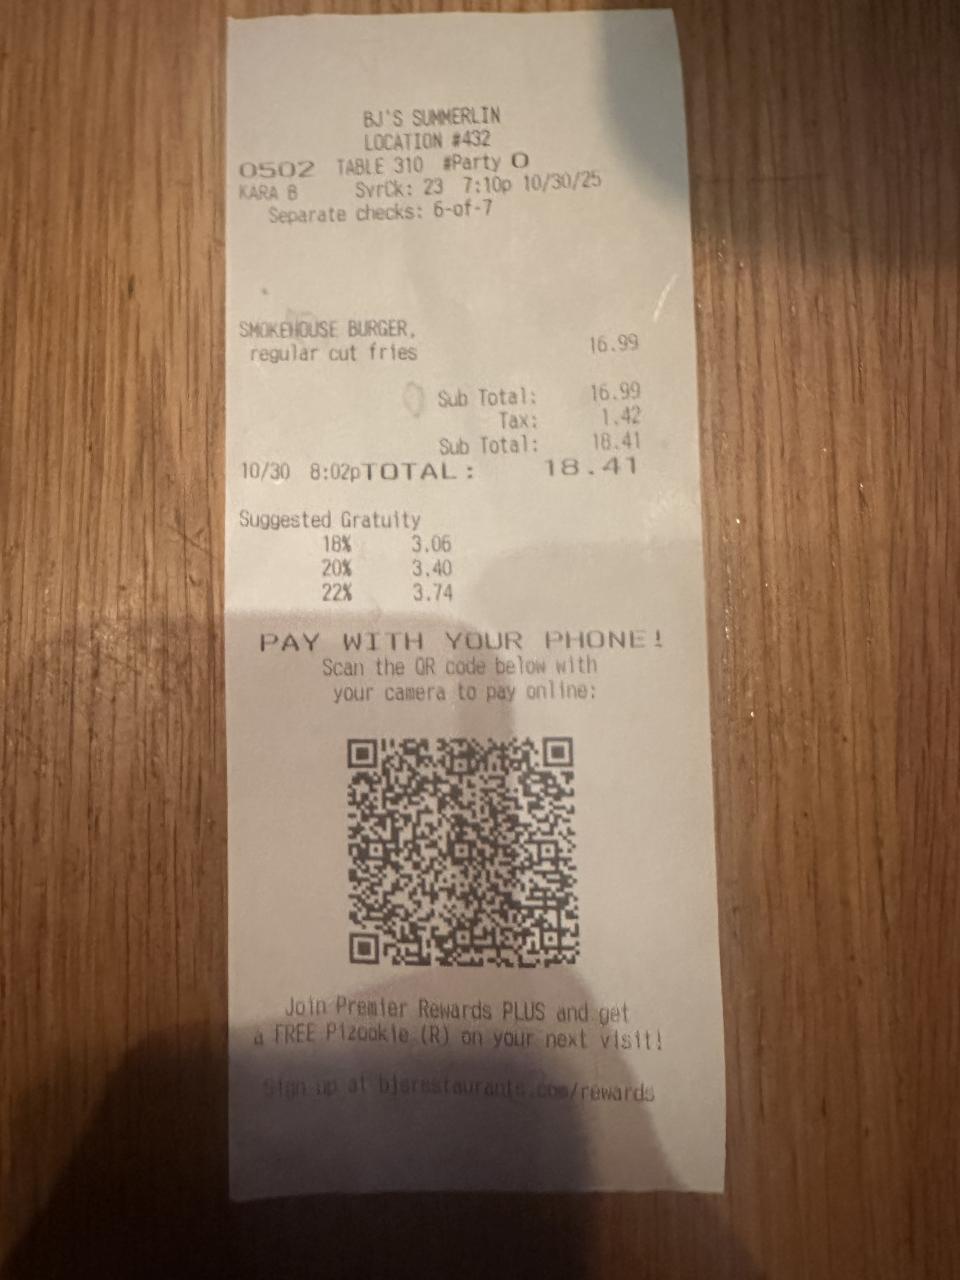 BJ'S SUMMERLIN
LOCATION #432
0502 TABLE 310 #Party 0
KARA B SvrCk: 23 7:10p 10/30/25
Separate checks: 6-of-7
SMOKEHOUSE BURGER,
regular cut fries 16.99
Sub Total: 16.99
Tax: 1.42
Sub Total: 18.41
10/30 8:02pTOTAL: 18.41
Suggested Gratuity
18% 3.06
20% 3.40
22% 3.74
PAY WITH YOUR PHONE!
Scan the QR code below with
your camera to pay online:
Join Premier Rewards PLUS and get
a FREE Pizookie (R) on your next visit!
Sign up at bjsrestaurants.com/rewards